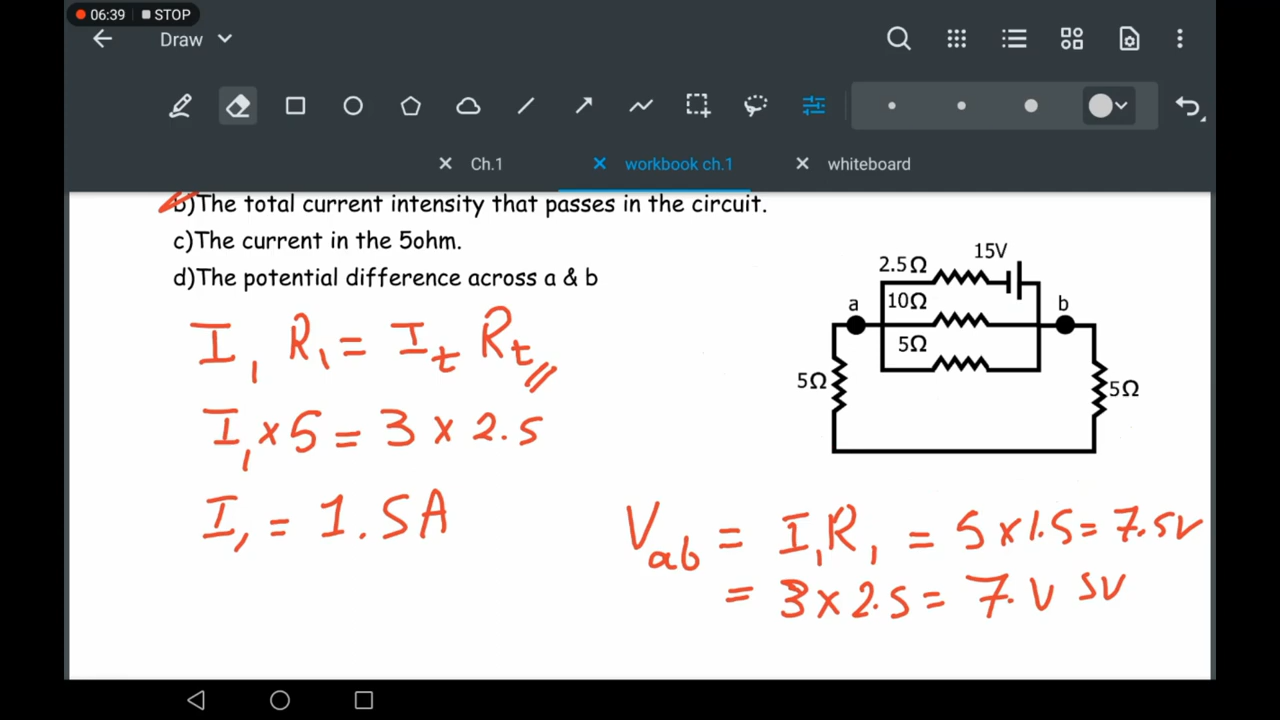 06:39 STOP
Draw
Ch.1
workbook ch.1
whiteboard
b)The total current intensity that passes in the circuit.
c)The current in the 5ohm.
d)The potential difference across a & b
15V
2.5Ω
a
10Ω
b
5Ω
5Ω
5Ω
I₁ R₁ = It Rt
I₁ × 5 = 3 × 2.5
I₁ = 1.5A
Vab = I₁R₁ = 5 × 1.5 = 7.5V
= 3 × 2.5 = 7.V 5V